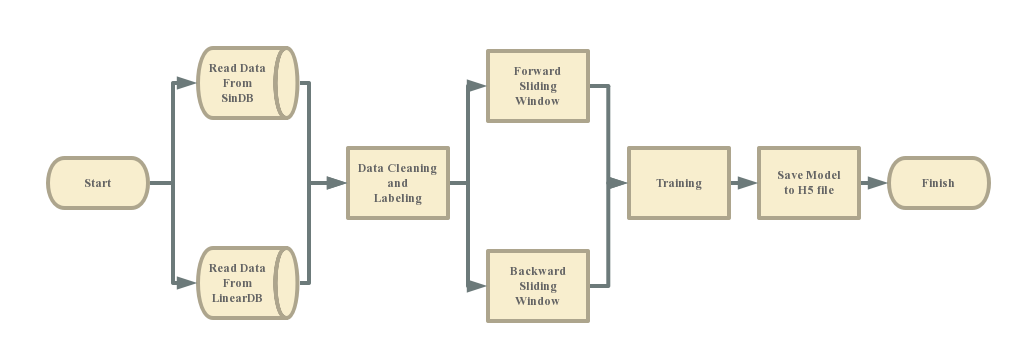 Start
Read Data
From
SinDB
Read Data
From
LinearDB
Data Cleaning
and
Labeling
Forward
Sliding
Window
Backward
Sliding
Window
Training
Save Model
to H5 file
Finish